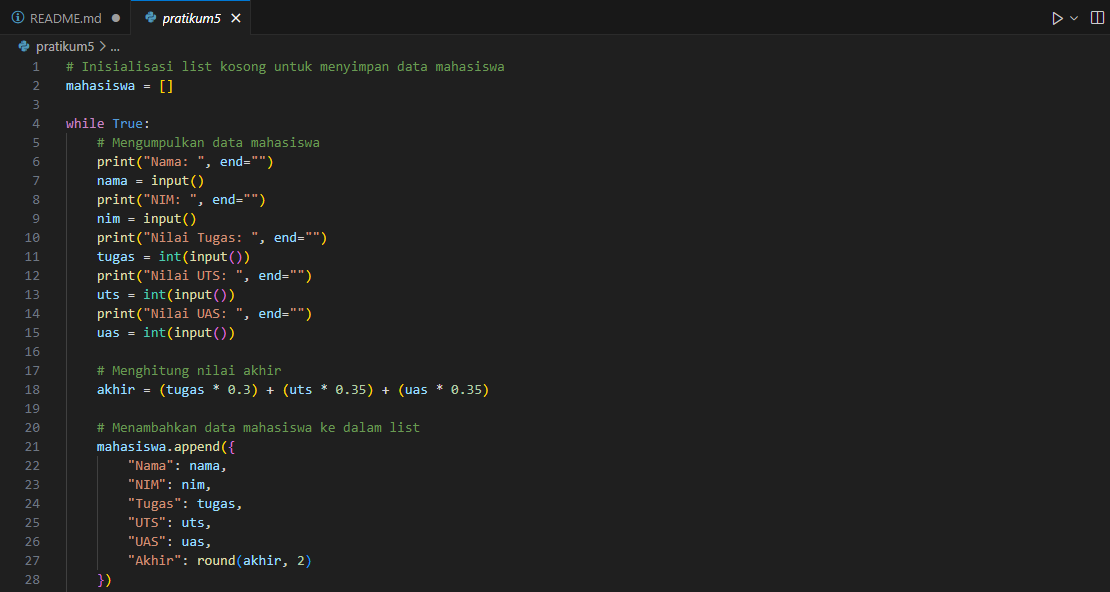 README.md
pratikum5
pratikum5 > ...
1 # Inisialisasi list kosong untuk menyimpan data mahasiswa
2 mahasiswa = []
3
4 while True:
5     # Mengumpulkan data mahasiswa
6     print("Nama: ", end="")
7     nama = input()
8     print("NIM: ", end="")
9     nim = input()
10     print("Nilai Tugas: ", end="")
11     tugas = int(input())
12     print("Nilai UTS: ", end="")
13     uts = int(input())
14     print("Nilai UAS: ", end="")
15     uas = int(input())
16
17     # Menghitung nilai akhir
18     akhir = (tugas * 0.3) + (uts * 0.35) + (uas * 0.35)
19
20     # Menambahkan data mahasiswa ke dalam list
21     mahasiswa.append({
22         "Nama": nama,
23         "NIM": nim,
24         "Tugas": tugas,
25         "UTS": uts,
26         "UAS": uas,
27         "Akhir": round(akhir, 2)
28     })